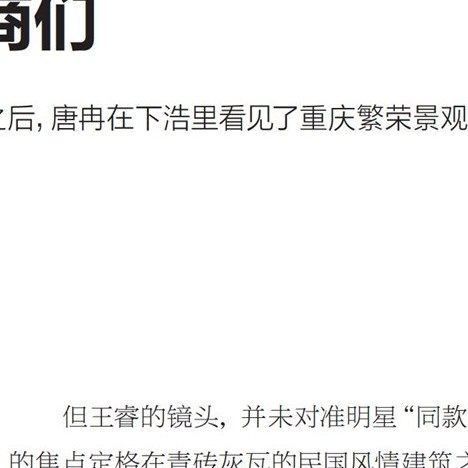 商们
之后，唐冉在下浩里看见了重庆繁荣景观
但王睿的镜头，并未对准明星“同款
的焦点定格在青砖灰瓦的民国风情建筑之